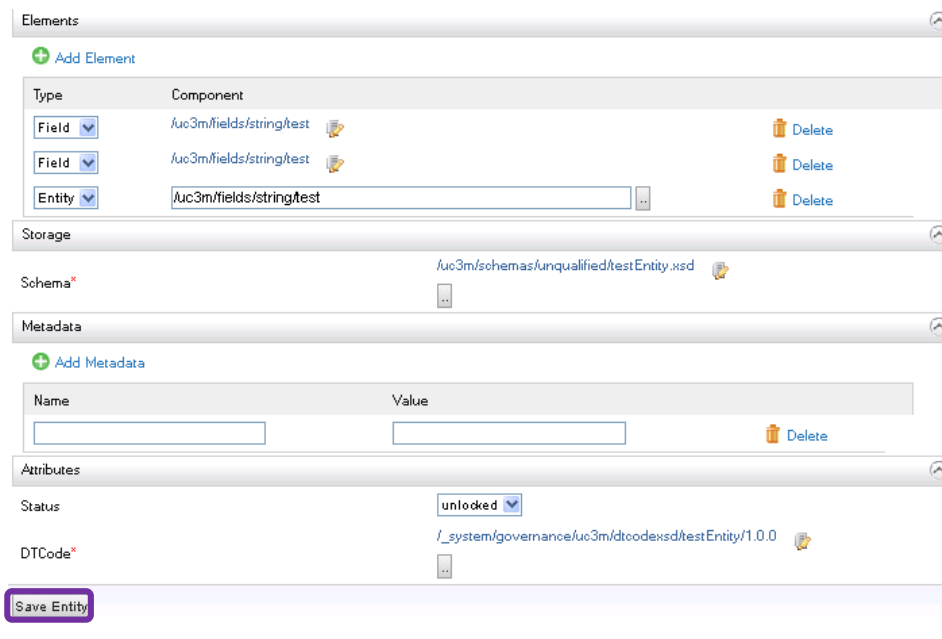 Elements
Add Element
Type Component
Field /uc3m/fields/string/test Delete
Field /uc3m/fields/string/test Delete
Entity /uc3m/fields/string/test .. Delete
Storage
/uc3m/schemas/unqualified/testEntity.xsd
Schema*
..
Metadata
Add Metadata
Name Value
Delete
Attributes
Status unlocked
/_system/governance/uc3m/dtcodexsd/testEntity/1.0.0
DTCode*
..
Save Entity